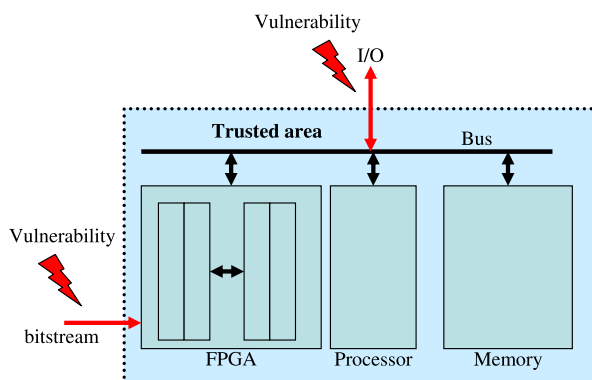 Vulnerability
I/O
Trusted area
Bus
Vulnerability
bitstream
FPGA
Processor
Memory